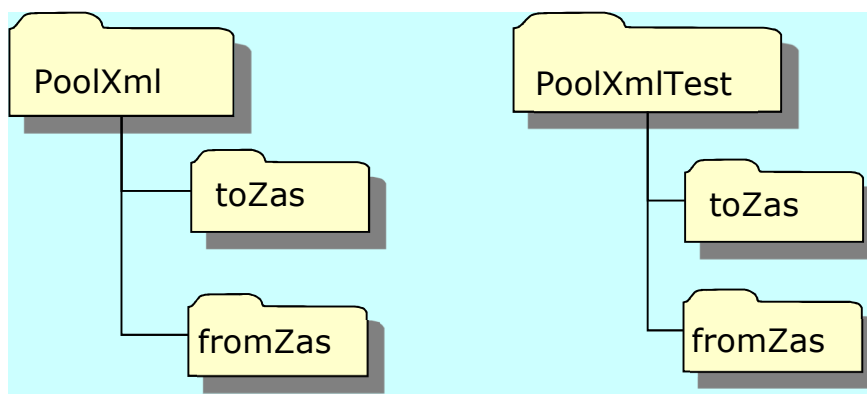 PoolXml
toZas
fromZas
PoolXmlTest
toZas
fromZas